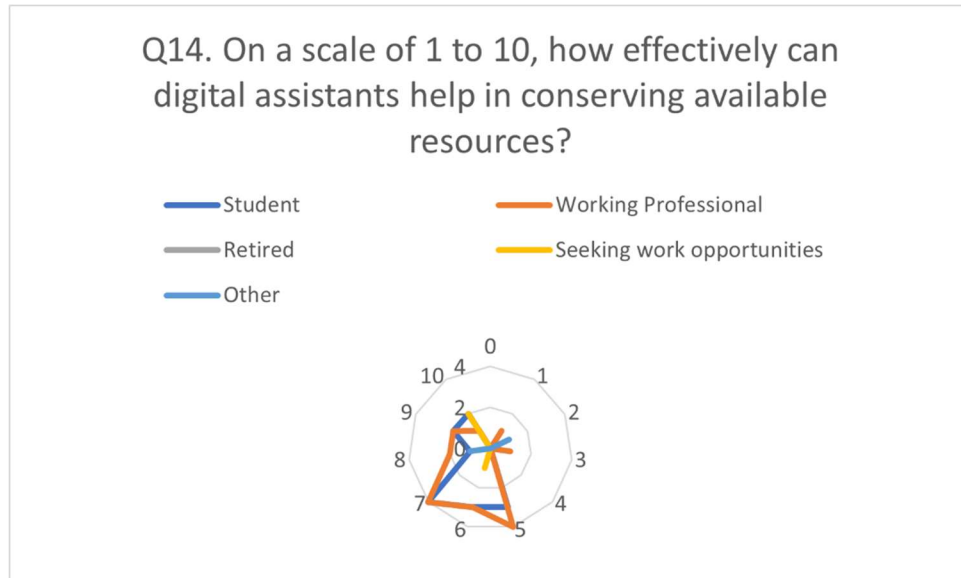 Q14. On a scale of 1 to 10, how effectively can
digital assistants help in conserving available
resources?
Student
Working Professional
Retired
Seeking work opportunities
Other
0
4
10
1
2
9
2
0
8
3
7
4
6
5